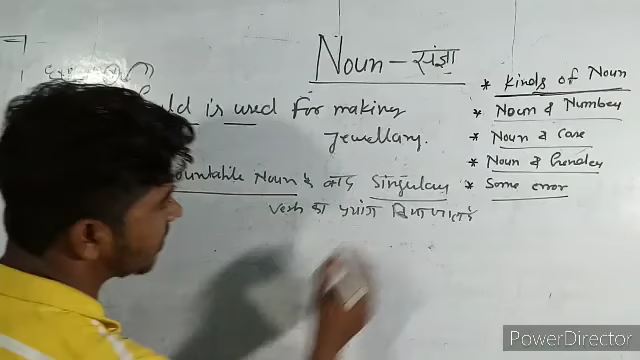 Noun - संज्ञा
* Kinds of Noun
* Noun & Number
* Noun & Case
* Noun & Gender
* Some error
is used for making
Jewellary.
ountable Noun के बाद Singular
Verb का प्रयोग किया जाता है
PowerDirector